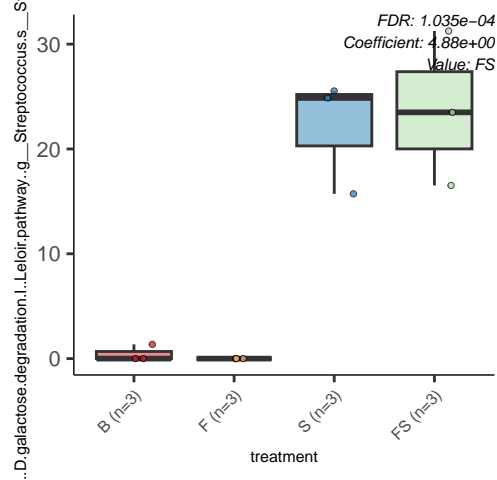 ..D.galactose.degradation.I..Leloir.pathway..g__Streptococcus.s__S
FDR: 1.035e−04
Coefficient: 4.88e+00
Value: FS
30
20
10
0
B (n=3)
F (n=3)
S (n=3)
FS (n=3)
treatment